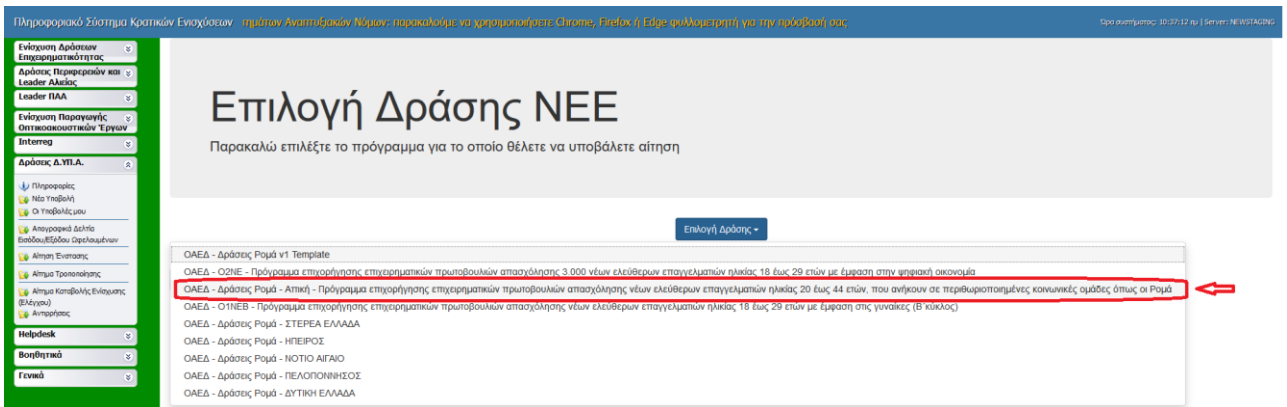 Πληροφοριακό Σύστημα Κρατικών Ενισχύσεων ημάτων Αναπτυξιακών Νόμων: παρακαλούμε να χρησιμοποιήσετε Chrome, Firefox ή Edge φυλλομετρητή για την πρόσβασή σας
Ώρα συστήματος: 10:37:12 πμ | Server: NEWSTAGING
Ενίσχυση Δράσεων
Επιχειρηματικότητας
Δράσεις Περιφερειών και
Leader Αλιείας
Leader ΠΑΑ
Ενίσχυση Παραγωγής
Οπτικοακουστικών Έργων
Interreg
Δράσεις Δ.ΥΠ.Α.
Πληροφορίες
Νέα Υποβολή
Οι Υποβολές μου
Απογραφικά Δελτίο
Εισόδου/Εξόδου Ωφελουμένων
Αίτηση Ένστασης
Αίτημα Τροποποίησης
Αίτημα Καταβολής Ενίσχυσης
(Ελέγχου)
Αντιρρήσεις
Helpdesk
Βοηθητικά
Γενικά
Επιλογή Δράσης ΝΕΕ
Παρακαλώ επιλέξτε το πρόγραμμα για το οποίο θέλετε να υποβάλετε αίτηση
Επιλογή Δράσης
ΟΑΕΔ - Δράσεις Ρομά v1 Template
ΟΑΕΔ - Ο2ΝΕ - Πρόγραμμα επιχορήγησης επιχειρηματικών πρωτοβουλιών απασχόλησης 3.000 νέων ελεύθερων επαγγελματιών ηλικίας 18 έως 29 ετών με έμφαση στην ψηφιακή οικονομία
ΟΑΕΔ - Δράσεις Ρομά - Αττική - Πρόγραμμα επιχορήγησης επιχειρηματικών πρωτοβουλιών απασχόλησης νέων ελεύθερων επαγγελματιών ηλικίας 20 έως 44 ετών, που ανήκουν σε περιθωριοποιημένες κοινωνικές ομάδες όπως οι Ρομά
ΟΑΕΔ - Ο1ΝΕΒ - Πρόγραμμα επιχορήγησης επιχειρηματικών πρωτοβουλιών απασχόλησης νέων ελεύθερων επαγγελματιών ηλικίας 18 έως 29 ετών με έμφαση στις γυναίκες (Β' κύκλος)
ΟΑΕΔ - Δράσεις Ρομά - ΣΤΕΡΕΑ ΕΛΛΑΔΑ
ΟΑΕΔ - Δράσεις Ρομά - ΗΠΕΙΡΟΣ
ΟΑΕΔ - Δράσεις Ρομά - ΝΟΤΙΟ ΑΙΓΑΙΟ
ΟΑΕΔ - Δράσεις Ρομά - ΠΕΛΟΠΟΝΝΗΣΟΣ
ΟΑΕΔ - Δράσεις Ρομά - ΔΥΤΙΚΗ ΕΛΛΑΔΑ